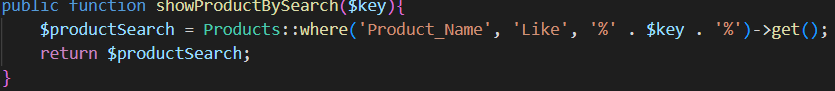 public function showProductBySearch($key){
    $productSearch = Products::where('Product_Name', 'Like', '%' . $key . '%')->get();
    return $productSearch;
}